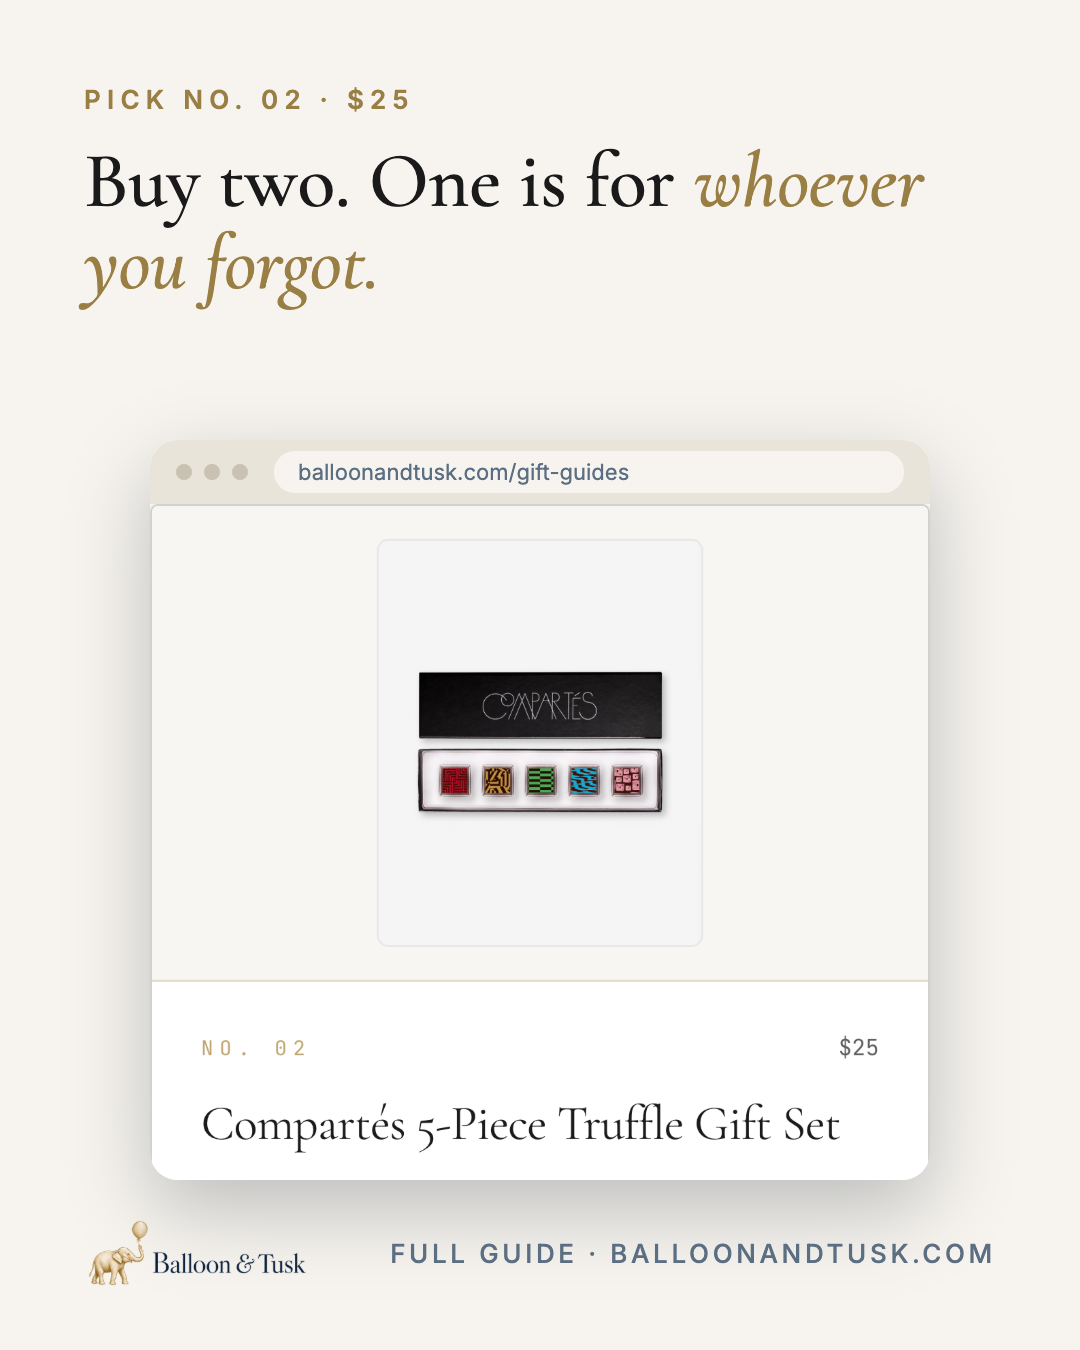 PICK NO. 02 · $25
Buy two. One is for whoever
you forgot.
balloonandtusk.com/gift-guides
COMPARTÉS
NO. 02
$25
Compartés 5-Piece Truffle Gift Set
Balloon & Tusk
FULL GUIDE · BALLOONANDTUSK.COM